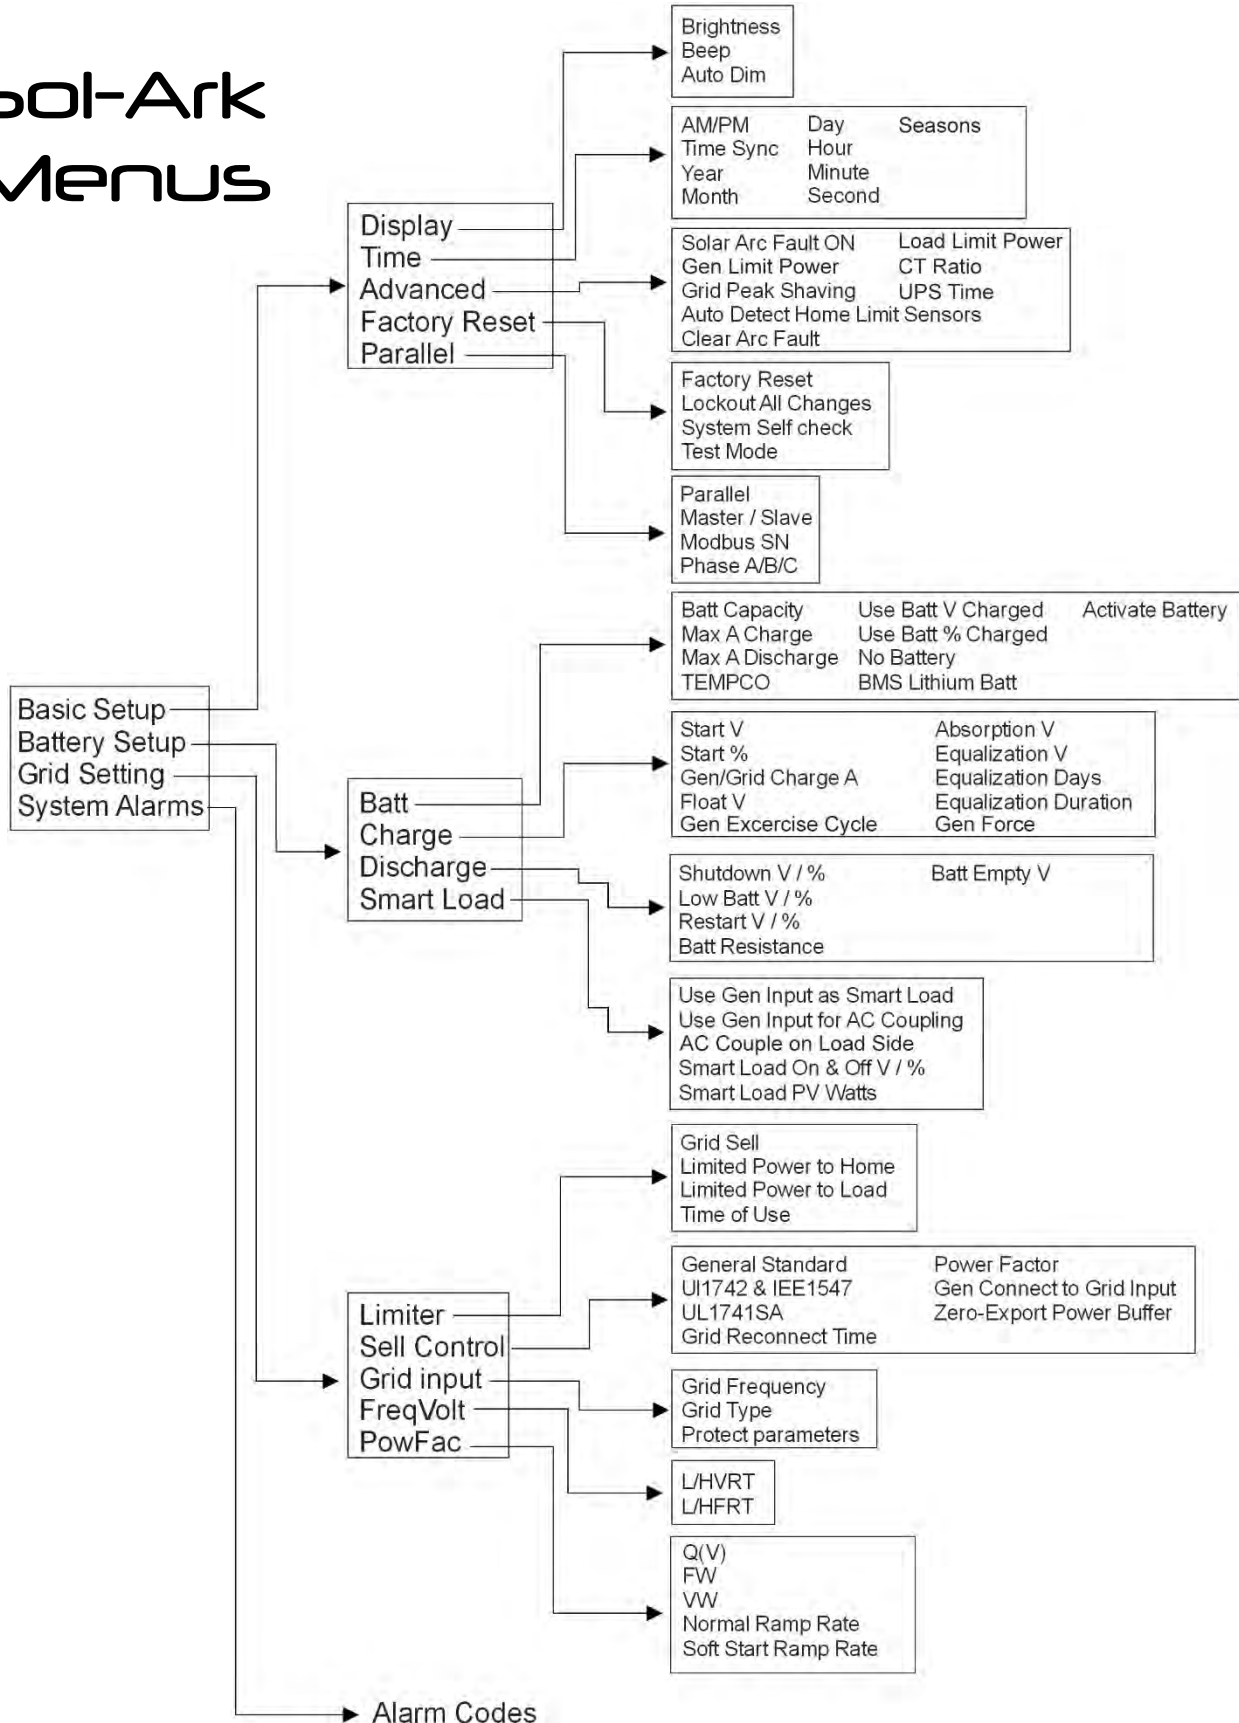 Sol-Ark
Menus
Brightness
Beep
Auto Dim
AM/PM Day Seasons
Time Sync Hour
Year Minute
Month Second
Display
Time
Advanced
Factory Reset
Parallel
Solar Arc Fault ON Load Limit Power
Gen Limit Power CT Ratio
Grid Peak Shaving UPS Time
Auto Detect Home Limit Sensors
Clear Arc Fault
Factory Reset
Lockout All Changes
System Self check
Test Mode
Parallel
Master / Slave
Modbus SN
Phase A/B/C
Basic Setup
Battery Setup
Grid Setting
System Alarms
Batt Capacity Use Batt V Charged Activate Battery
Max A Charge Use Batt % Charged
Max A Discharge No Battery
TEMPCO BMS Lithium Batt
Batt
Charge
Discharge
Smart Load
Start V Absorption V
Start % Equalization V
Gen/Grid Charge A Equalization Days
Float V Equalization Duration
Gen Excercise Cycle Gen Force
Shutdown V / % Batt Empty V
Low Batt V / %
Restart V / %
Batt Resistance
Use Gen Input as Smart Load
Use Gen Input for AC Coupling
AC Couple on Load Side
Smart Load On & Off V / %
Smart Load PV Watts
Limiter
Sell Control
Grid input
FreqVolt
PowFac
Grid Sell
Limited Power to Home
Limited Power to Load
Time of Use
General Standard Power Factor
UI1742 & IEE1547 Gen Connect to Grid Input
UL1741SA Zero-Export Power Buffer
Grid Reconnect Time
Grid Frequency
Grid Type
Protect parameters
L/HVRT
L/HFRT
Q(V)
FW
VW
Normal Ramp Rate
Soft Start Ramp Rate
Alarm Codes